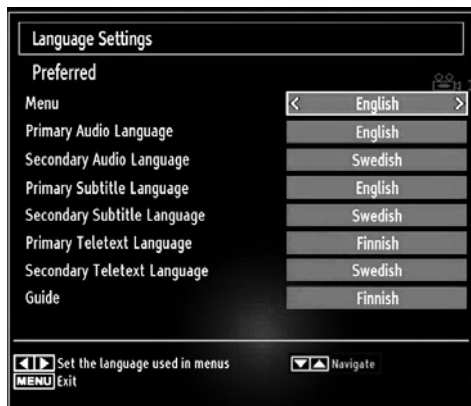 Language Settings
Preferred
Menu < English >
Primary Audio Language English
Secondary Audio Language Swedish
Primary Subtitle Language English
Secondary Subtitle Language Swedish
Primary Teletext Language Finnish
Secondary Teletext Language Swedish
Guide Finnish
Set the language used in menus Navigate
MENU Exit